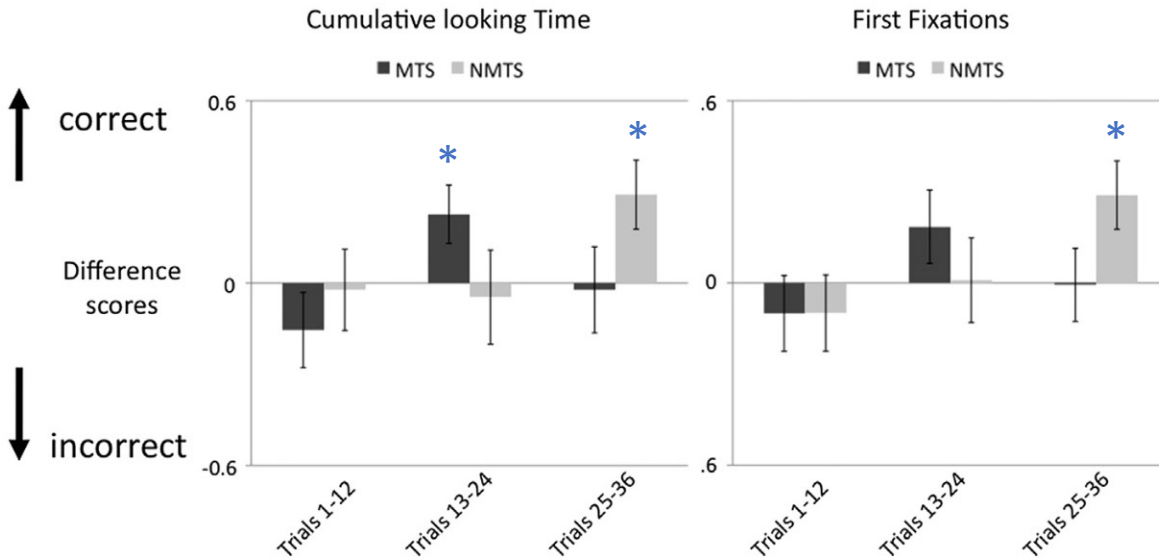 Cumulative looking Time
First Fixations
MTS NMTS
MTS NMTS
0.6
.6
correct
*
*
*
Difference
scores
0
0
incorrect
-0.6
.6
Trials 1-12
Trials 13-24
Trials 25-36
Trials 1-12
Trials 13-24
Trials 25-36